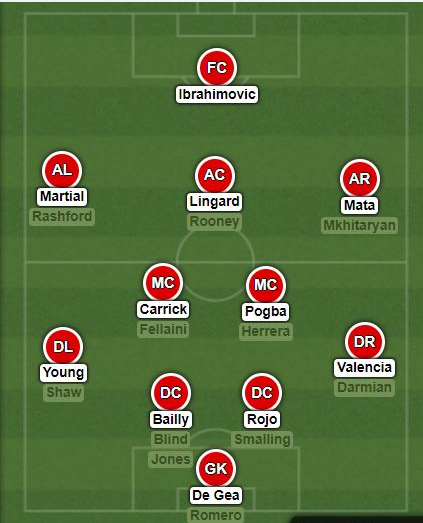 FC
Ibrahimovic
AL
Martial
Rashford
AC
Lingard
Rooney
AR
Mata
Mkhitaryan
MC
Carrick
Fellaini
MC
Pogba
Herrera
DL
Young
Shaw
DR
Valencia
Darmian
DC
Bailly
Blind
Jones
DC
Rojo
Smalling
GK
De Gea
Romero